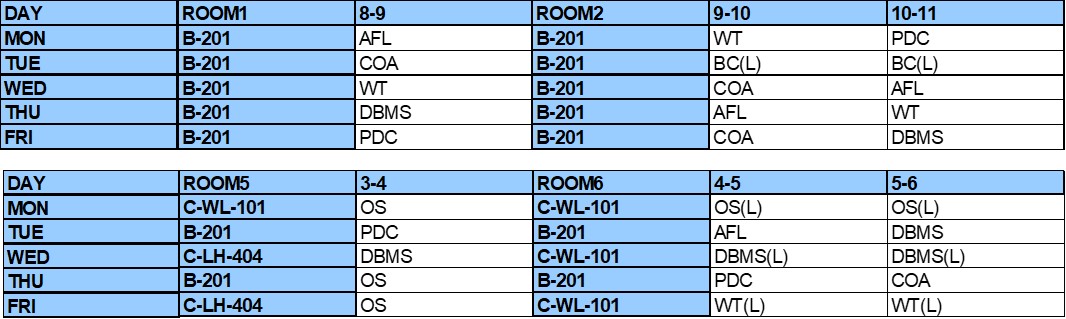 DAY ROOM1 8-9 ROOM2 9-10 10-11
MON B-201 AFL B-201 WT PDC
TUE B-201 COA B-201 BC(L) BC(L)
WED B-201 WT B-201 COA AFL
THU B-201 DBMS B-201 AFL WT
FRI B-201 PDC B-201 COA DBMS
DAY ROOM5 3-4 ROOM6 4-5 5-6
MON C-WL-101 OS C-WL-101 OS(L) OS(L)
TUE B-201 PDC B-201 AFL DBMS
WED C-LH-404 DBMS C-WL-101 DBMS(L) DBMS(L)
THU B-201 OS B-201 PDC COA
FRI C-LH-404 OS C-WL-101 WT(L) WT(L)